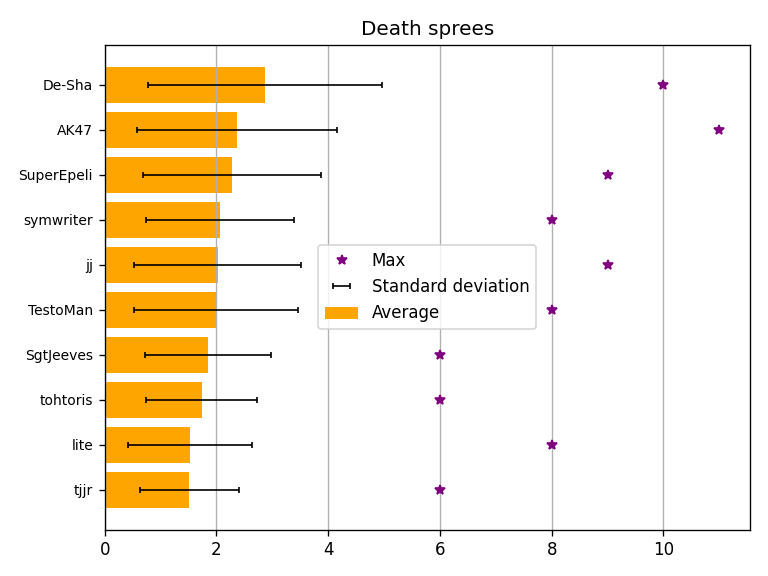 Death sprees
De-Sha
AK47
SuperEpeli
symwriter
jj
TestoMan
SgtJeeves
tohtoris
lite
tjjr
Max
Standard deviation
Average
0 2 4 6 8 10